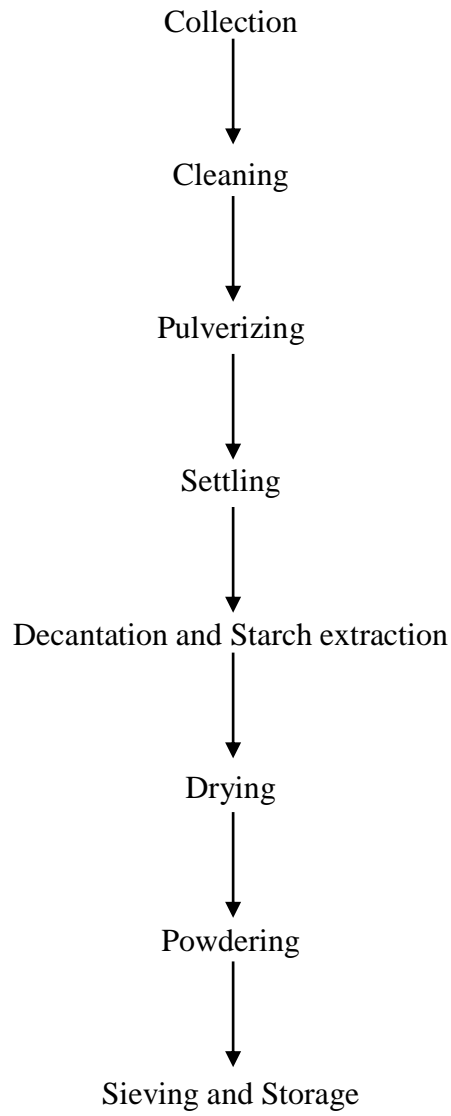 Collection
Cleaning
Pulverizing
Settling
Decantation and Starch extraction
Drying
Powdering
Sieving and Storage